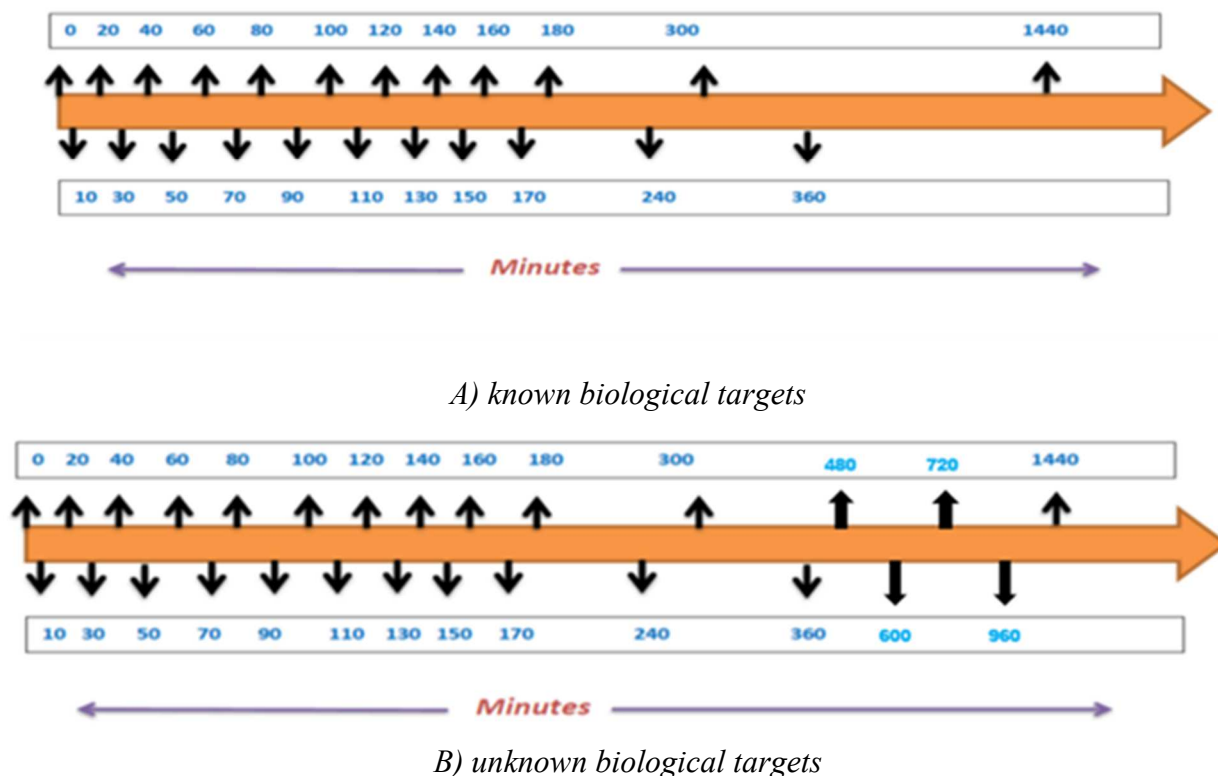 0 20 40 60 80 100 120 140 160 180 300 1440
10 30 50 70 90 110 130 150 170 240 360
Minutes
A) known biological targets
0 20 40 60 80 100 120 140 160 180 300 480 720 1440
10 30 50 70 90 110 130 150 170 240 360 600 960
Minutes
B) unknown biological targets